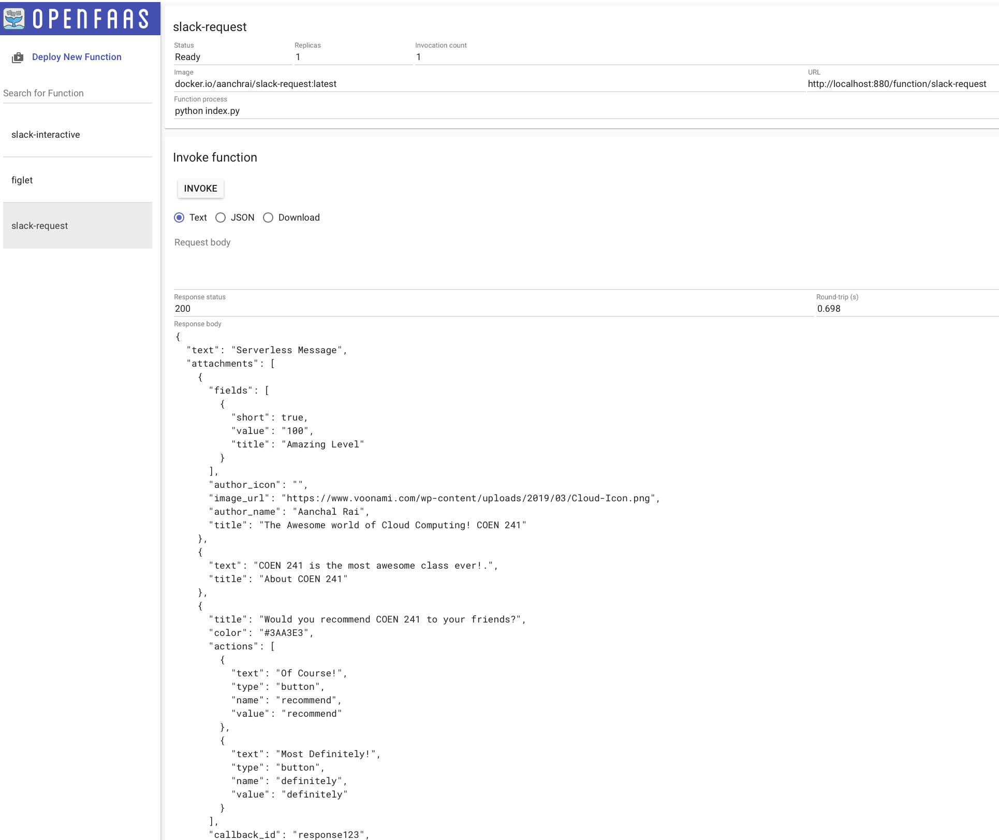 OPENFAAS
Deploy New Function
Search for Function
slack-interactive
figlet
slack-request
slack-request
Status Replicas Invocation count
Ready 1 1
Image URL
docker.io/aanchrai/slack-request:latest http://localhost:880/function/slack-request
Function process
python index.py
Invoke function
INVOKE
Text JSON Download
Request body
Response status Round-trip (s)
200 0.698
Response body
{
  "text": "Serverless Message",
  "attachments": [
    {
      "fields": [
        {
          "short": true,
          "value": "100",
          "title": "Amazing Level"
        }
      ],
      "author_icon": "",
      "image_url": "https://www.voonami.com/wp-content/uploads/2019/03/Cloud-Icon.png",
      "author_name": "Aanchal Rai",
      "title": "The Awesome world of Cloud Computing! COEN 241"
    },
    {
      "text": "COEN 241 is the most awesome class ever!.",
      "title": "About COEN 241"
    },
    {
      "title": "Would you recommend COEN 241 to your friends?",
      "color": "#3AA3E3",
      "actions": [
        {
          "text": "Of Course!",
          "type": "button",
          "name": "recommend",
          "value": "recommend"
        },
        {
          "text": "Most Definitely!",
          "type": "button",
          "name": "definitely",
          "value": "definitely"
        }
      ],
      "callback_id": "response123",